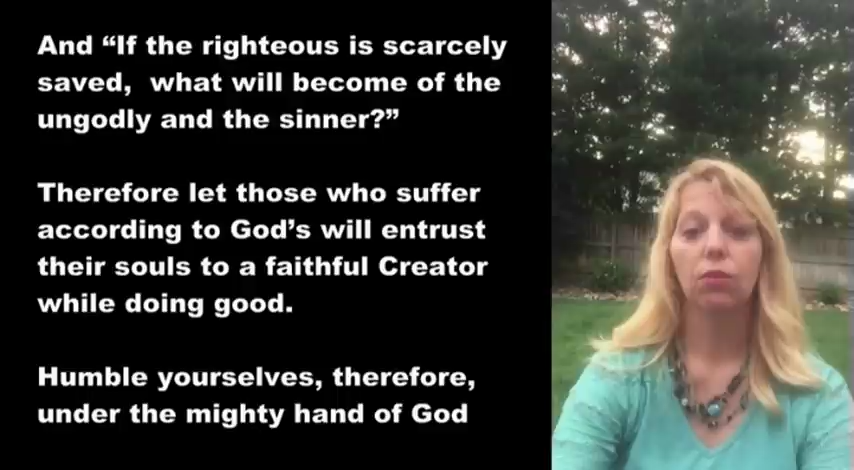 And “If the righteous is scarcely
saved,  what will become of the
ungodly and the sinner?”
Therefore let those who suffer
according to God’s will entrust
their souls to a faithful Creator
while doing good.
Humble yourselves, therefore,
under the mighty hand of God